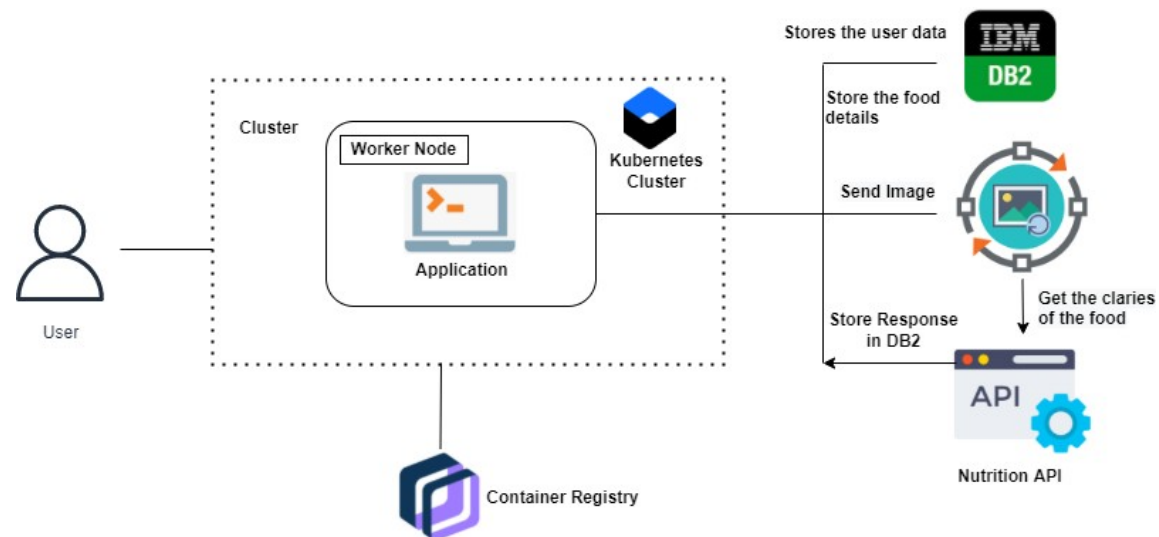 Stores the user data
IBM
DB2
Store the food
details
Cluster
Worker Node
Kubernetes
Cluster
Send Image
Application
User
Get the claries
of the food
Store Response
in DB2
API
Nutrition API
Container Registry